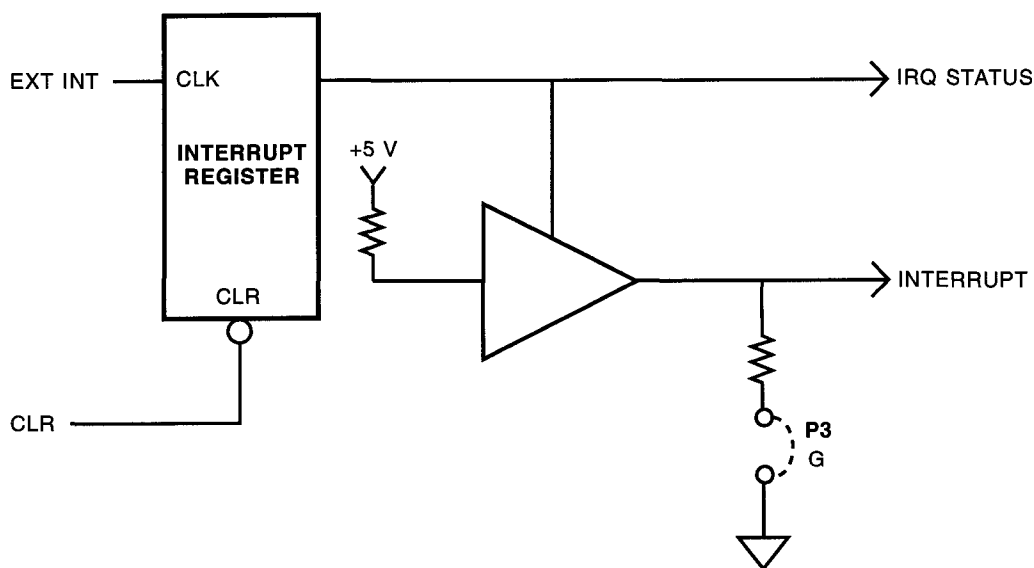 EXT INT
CLK
IRQ STATUS
INTERRUPT
REGISTER
+5 V
INTERRUPT
CLR
CLR
P3
G